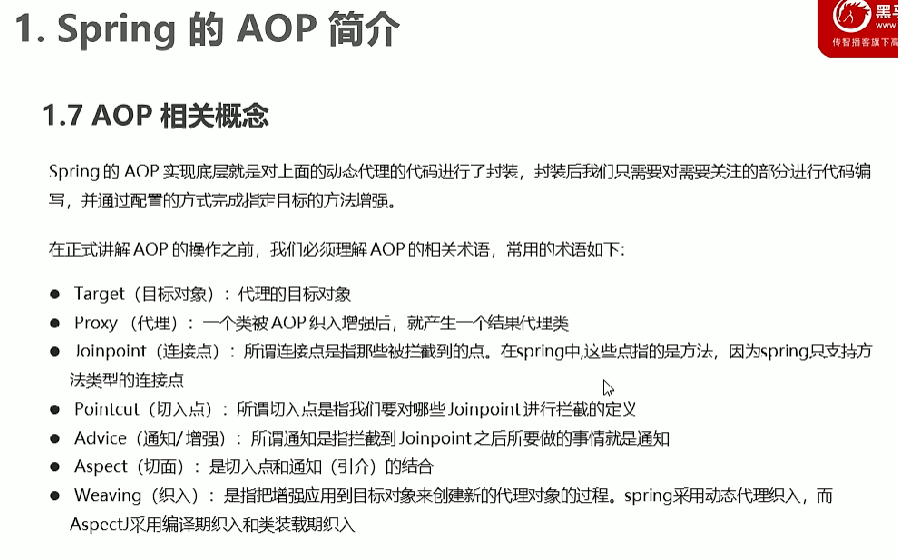 1. Spring 的 AOP 简介
黑
www
传智播客旗下高
1.7 AOP 相关概念
Spring 的 AOP 实现底层就是对上面的动态代理的代码进行了封装，封装后我们只需要对需要关注的部分进行代码编
写，并通过配置的方式完成指定目标的方法增强。
在正式讲解 AOP 的操作之前，我们必须理解 AOP 的相关术语，常用的术语如下：
● Target（目标对象）：代理的目标对象
● Proxy （代理）：一个类被 AOP 织入增强后，就产生一个结果代理类
● Joinpoint（连接点）：所谓连接点是指那些被拦截到的点。在spring中,这些点指的是方法，因为spring只支持方
法类型的连接点
● Pointcut（切入点）：所谓切入点是指我们要对哪些 Joinpoint 进行拦截的定义
● Advice（通知/ 增强）：所谓通知是指拦截到 Joinpoint 之后所要做的事情就是通知
● Aspect（切面）：是切入点和通知（引介）的结合
● Weaving（织入）：是指把增强应用到目标对象来创建新的代理对象的过程。spring采用动态代理织入，而
AspectJ采用编译期织入和类装载期织入